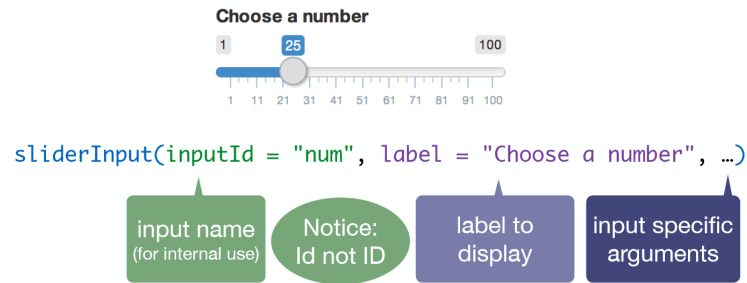 Choose a number
1 25 100
1 11 21 31 41 51 61 71 81 91 100
sliderInput(inputId = "num", label = "Choose a number", …)
input name
(for internal use)
Notice:
Id not ID
label to
display
input specific
arguments